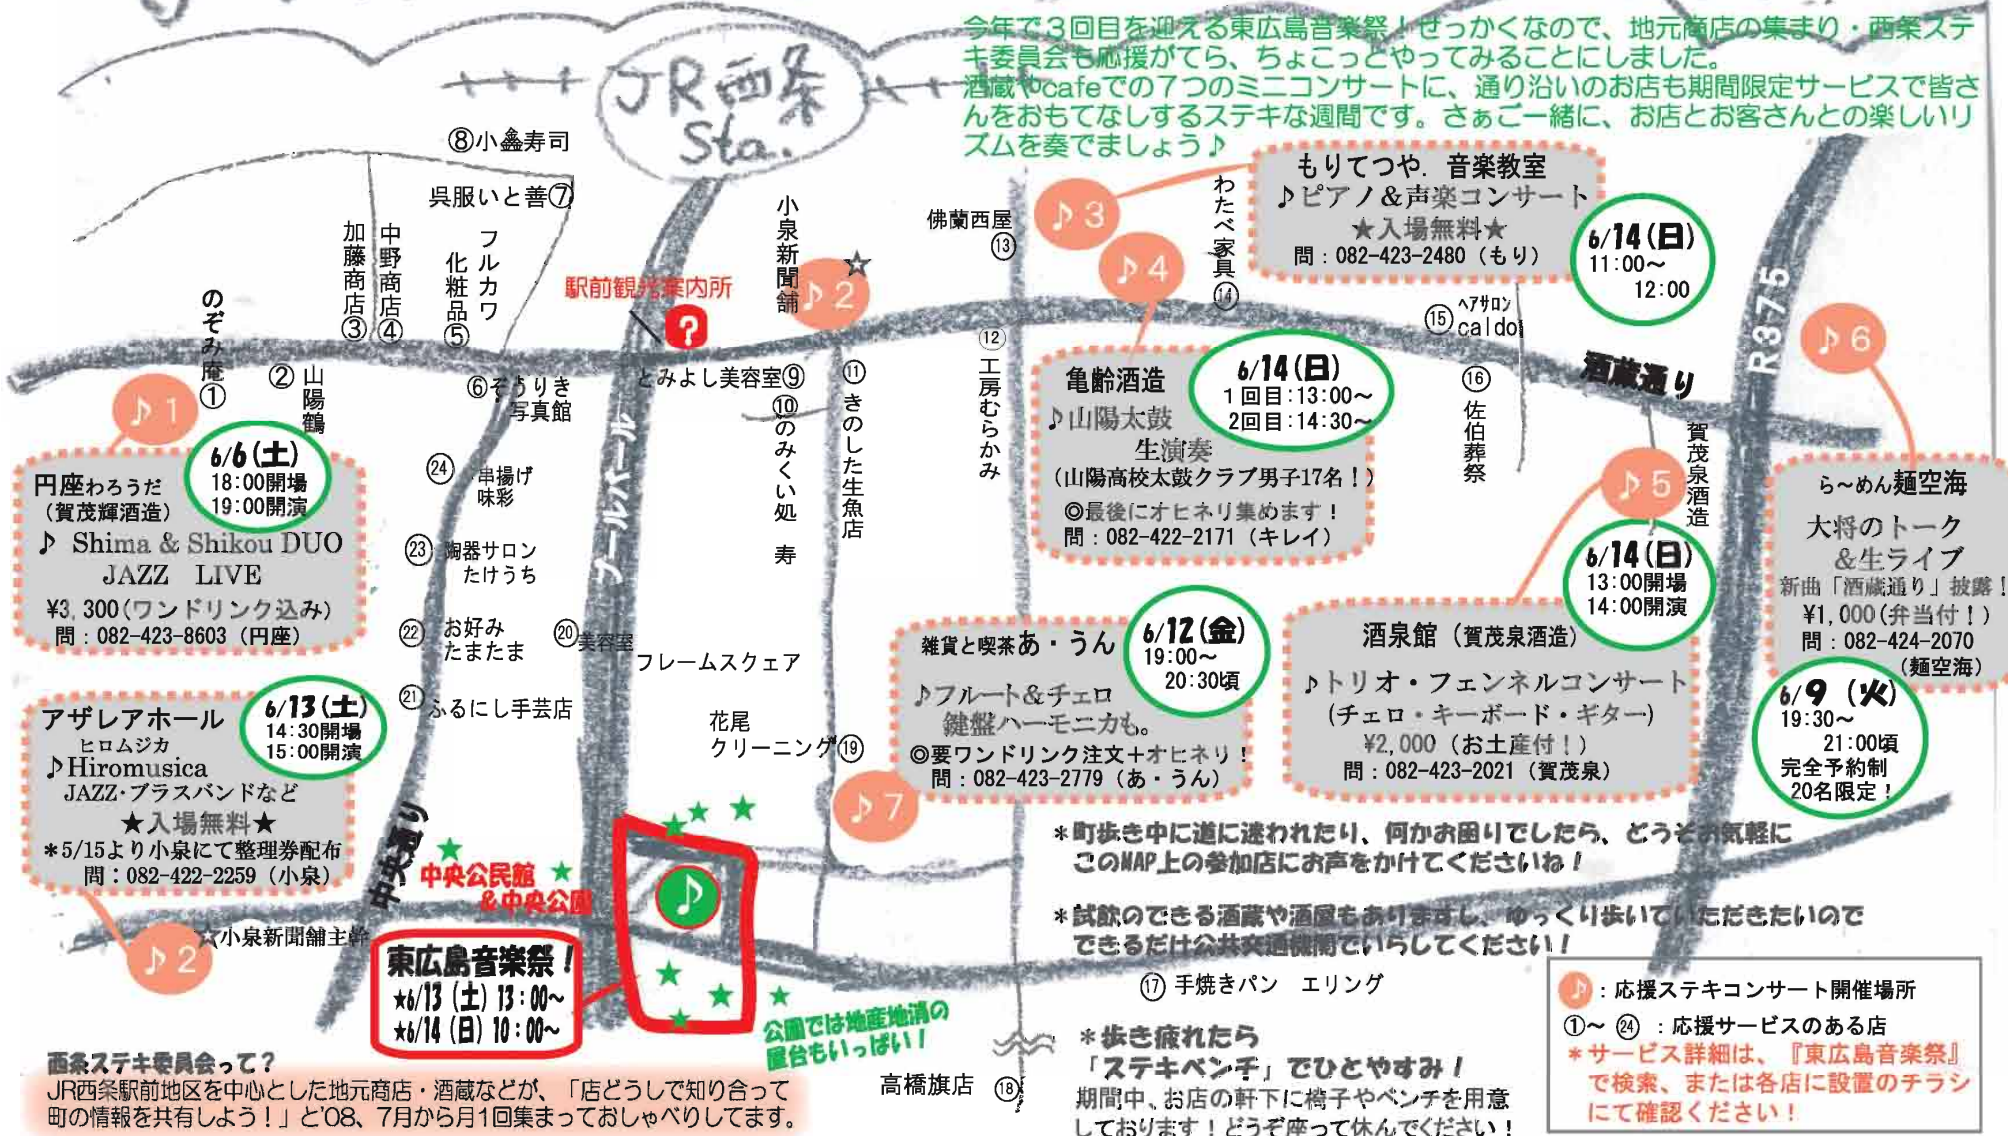 今年で３回目を迎える東広島音楽祭！せっかくなので、地元商店の集まり・西条ステ
キ委員会も応援がてら、ちょこっとやってみることにしました。
酒蔵やcafeでの７つのミニコンサートに、通り沿いのお店も期間限定サービスで皆さ
んをおもてなしするステキな週間です。さぁご一緒に、お店とお客さんとの楽しいリ
ズムを奏でましょう♪
JR西条
Sta.
⑧小鑫寿司
呉服いと善⑦
加藤商店③
中野商店④
フルカワ
化粧品⑤
のぞみ庵①
②山陽鶴
⑥ぞうりき
写真館
駅前観光案内所
?
小泉新聞舗
♪2
☆
とみよし美容室⑨
⑩のみくい処 寿
⑪きのした生魚店
佛蘭西屋
⑬
⑫工房むらかみ
♪3
♪4
わたべ家具⑭
もりてつや．音楽教室
♪ピアノ＆声楽コンサート
★入場無料★
問：082-423-2480（もり）
6/14(日)
11:00～
12:00
⑮ヘアサロン
caldo
⑯佐伯葬祭
酒蔵通り
R375
♪6
賀茂泉酒造
♪5
♪1
円座わろうだ
（賀茂輝酒造）
6/6(土)
18:00開場
19:00開演
♪ Shima & Shikou DUO
JAZZ LIVE
¥3,300(ワンドリンク込み)
問：082-423-8603（円座）
亀齢酒造
6/14(日)
1回目:13:00～
2回目:14:30～
♪山陽太鼓
生演奏
（山陽高校太鼓クラブ男子17名！）
◎最後にオヒネリ集めます！
問：082-422-2171（キレイ）
ら～めん麺空海
大将のトーク
＆生ライブ
新曲「酒蔵通り」披露！
¥1,000(弁当付！)
問：082-424-2070
（麺空海）
6/9（火）
19:30～
21:00頃
完全予約制
20名限定！
6/14(日)
13:00開場
14:00開演
酒泉館（賀茂泉酒造）
♪トリオ・フェンネルコンサート
(チェロ・キーボード・ギター)
¥2,000（お土産付！）
問：082-423-2021（賀茂泉）
㉔串揚げ
味彩
㉓陶器サロン
たけうち
㉒お好み
たまたま
㉑ふるにし手芸店
⑳美容室
フレームスクェア
ブールバール
花尾
クリーニング⑲
雑貨と喫茶あ・うん
6/12(金)
19:00～
20:30頃
♪フルート＆チェロ
鍵盤ハーモニカも。
◎要ワンドリンク注文＋オヒネリ！
問：082-423-2779（あ・うん）
♪7
アザレアホール
6/13(土)
14:30開場
15:00開演
ヒロムジカ
♪Hiromusica
JAZZ･ブラスバンドなど
★入場無料★
＊5/15より小泉にて整理券配布
問：082-422-2259（小泉）
中央通り
中央公民館
＆中央公園
♪
♪2
☆小泉新聞舗主幹
東広島音楽祭！
★6/13（土）13：00～
★6/14（日）10：00～
公園では地産地消の
屋台もいっぱい！
＊町歩き中に道に迷われたり、何かお困りでしたら、どうぞお気軽に
このMAP上の参加店にお声をかけてくださいね！
＊試飲のできる酒蔵や酒屋もありますし、ゆっくり歩いていただきたいので
できるだけ公共交通機関でいらしてください！
⑰手焼きパン エリング
高橋旗店⑱
＊歩き疲れたら
「ステキベンチ」でひとやすみ！
期間中、お店の軒下に椅子やベンチを用意
しております！どうぞ座って休んでください！
♪：応援ステキコンサート開催場所
①～㉔：応援サービスのある店
＊サービス詳細は、『東広島音楽祭』
で検索、または各店に設置のチラシ
にて確認ください！
西条ステキ委員会って？
JR西条駅前地区を中心とした地元商店・酒蔵などが、「店どうしで知り合って
町の情報を共有しよう！」と'08、7月から月1回集まっておしゃべりしてます。